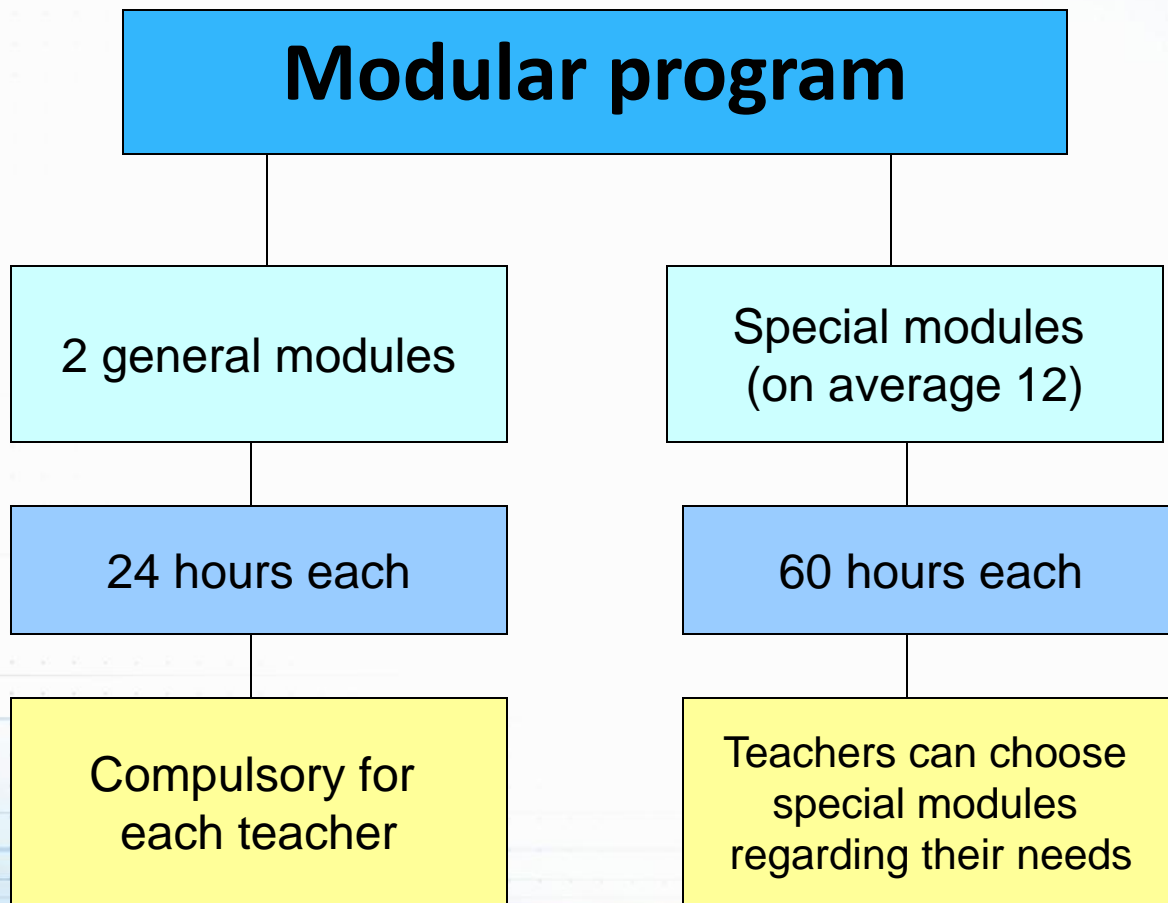 Modular program
2 general modules
Special modules
(on average 12)
24 hours each
60 hours each
Compulsory for
each teacher
Teachers can choose
special modules
regarding their needs